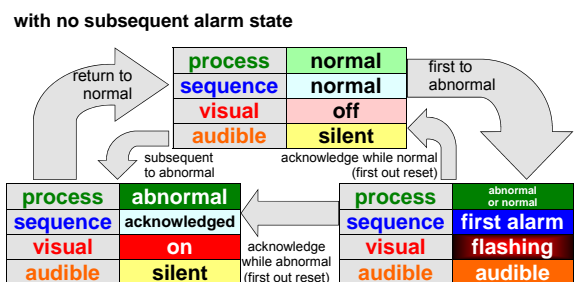 with no subsequent alarm state
process normal
sequence normal
visual off
audible silent
return to
normal
first to
abnormal
subsequent
to abnormal
acknowledge while normal
(first out reset)
process abnormal
sequence acknowledged
visual on
audible silent
acknowledge
while abnormal
(first out reset)
process abnormal
or normal
sequence first alarm
visual flashing
audible audible